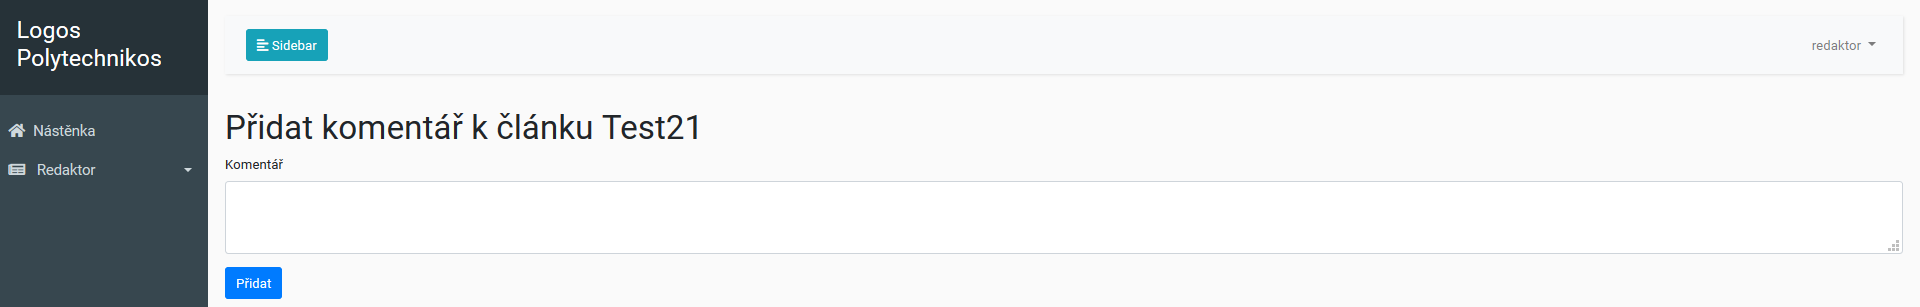 Logos
Polytechnikos
Nástěnka
Redaktor
Sidebar
redaktor
Přidat komentář k článku Test21
Komentář
Přidat